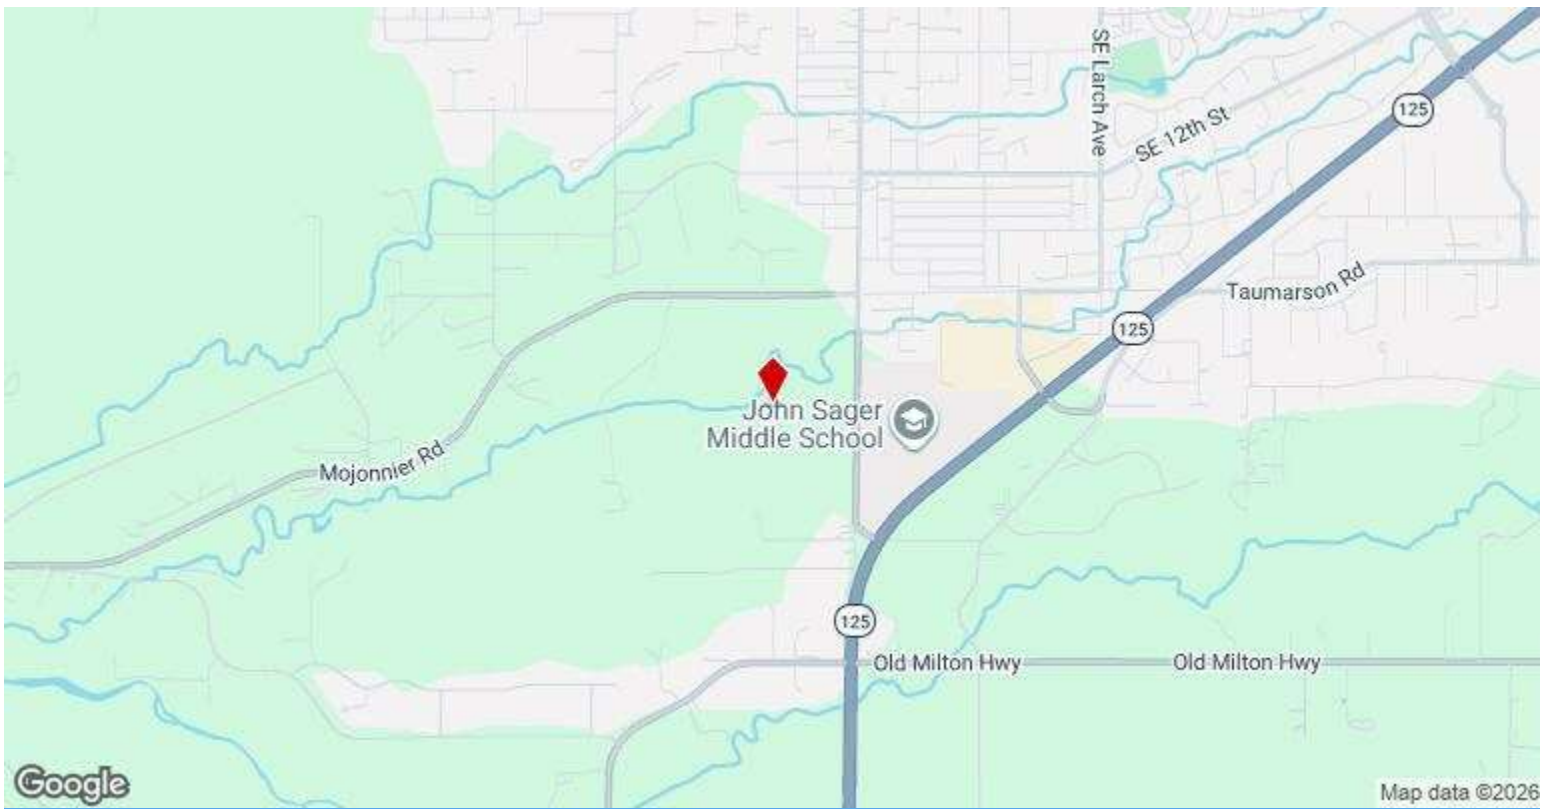 SE Larch Ave
125
SE 12th St
Taumarson Rd
125
John Sager
Middle School
Mojonnier Rd
125
Old Milton Hwy
Old Milton Hwy
Google
Map data ©2026